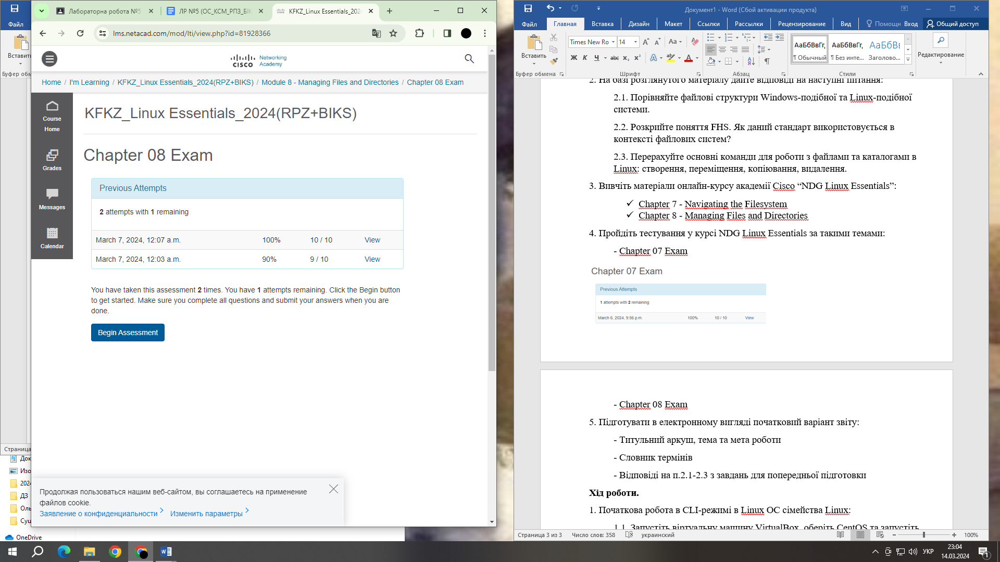 Файл
Вставить
Страница
OneDrive
Лабораторна робота №5
ЛР №5 (ОС_КСМ_РПЗ_БІК
KFKZ_Linux Essentials_202
lms.netacad.com/mod/lti/view.php?id=81928366
cisco Networking Academy
Home / I'm Learning / KFKZ_Linux Essentials_2024(RPZ+BIKS) / Module 8 - Managing Files and Directories / Chapter 08 Exam
Course Home
Grades
Messages
Calendar
KFKZ_Linux Essentials_2024(RPZ+BIKS)
Chapter 08 Exam
Previous Attempts
2 attempts with 1 remaining
March 7, 2024, 12:07 a.m. 100% 10 / 10 View
March 7, 2024, 12:03 a.m. 90% 9 / 10 View
You have taken this assessment 2 times. You have 1 attempts remaining. Click the Begin button
to get started. Make sure you complete all questions and submit your answers when you are
done.
Begin Assessment
Продолжая пользоваться нашим веб-сайтом, вы соглашаетесь на применение
файлов cookie.
Заявление о конфиденциальности
Изменить параметры
Документ1 - Word (Сбой активации продукта)
Файл Главная Вставка Дизайн Макет Ссылки Рассылки Рецензирование Вид Помощн Вход Общий доступ
Вставить
Times New Ro 14
АаБбВвГг, АаБбВвГг, АаБбВв
¶ Обычный ¶ Без инте... Заголово...
Редактирование
Буфер обмена Шрифт Абзац Стили
2. На базі розглянутого матеріалу дайте відповіді на наступні питання:
2.1. Порівняйте файлові структури Windows-подібної та Linux-подібної
системи.
2.2. Розкрийте поняття FHS. Як даний стандарт використовується в
контексті файлових систем?
2.3. Перерахуйте основні команди для роботи з файлами та каталогами в
Linux: створення, переміщення, копіювання, видалення.
3. Вивчіть матеріали онлайн-курсу академії Cisco “NDG Linux Essentials”:
✓ Chapter 7 - Navigating the Filesystem
✓ Chapter 8 - Managing Files and Directories
4. Пройдіть тестування у курсі NDG Linux Essentials за такими темами:
- Chapter 07 Exam
Chapter 07 Exam
Previous Attempts
1 attempts with 2 remaining
March 6, 2024, 9:56 p.m. 100% 10 / 10 View
- Chapter 08 Exam
5. Підготувати в електронному вигляді початковий варіант звіту:
- Титульний аркуш, тема та мета роботи
- Словник термінів
- Відповіді на п.2.1-2.3 з завдань для попередньої підготовки
Хід роботи.
1. Початкова робота в CLI-режимі в Linux ОС сімейства Linux:
1.1. Запустіть віртуальну машину VirtualBox, оберіть CentOS та запустіть
Страница 3 из 3 Число слов: 358 украинский 100%
УКР
23:04
14.03.2024